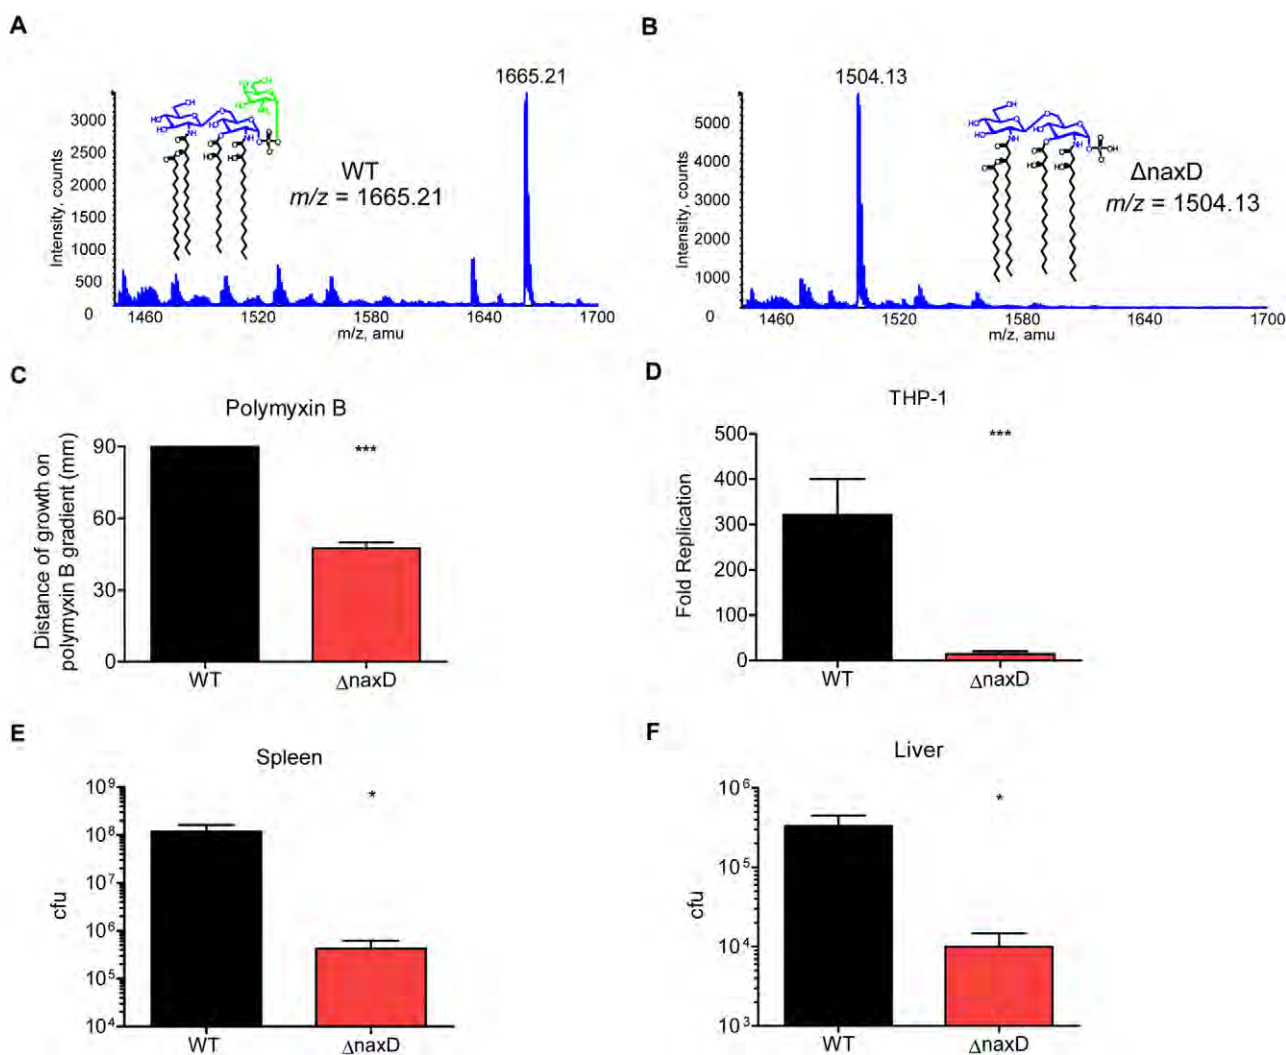 A
1665.21
3000
2500
2000
1500
1000
500
0
Intensity, counts
WT
m/z = 1665.21
1460
1520
1580
1640
1700
m/z, amu
B
1504.13
5000
4000
3000
2000
1000
0
Intensity, counts
ΔnaxD
m/z = 1504.13
1460
1520
1580
1640
1700
m/z, amu
C
Polymyxin B
Distance of growth on
polymyxin B gradient (mm)
90
60
30
0
***
WT
ΔnaxD
D
THP-1
Fold Replication
500
400
300
200
100
0
***
WT
ΔnaxD
E
Spleen
cfu
10⁹
10⁸
10⁷
10⁶
10⁵
10⁴
*
WT
ΔnaxD
F
Liver
cfu
10⁶
10⁵
10⁴
10³
*
WT
ΔnaxD